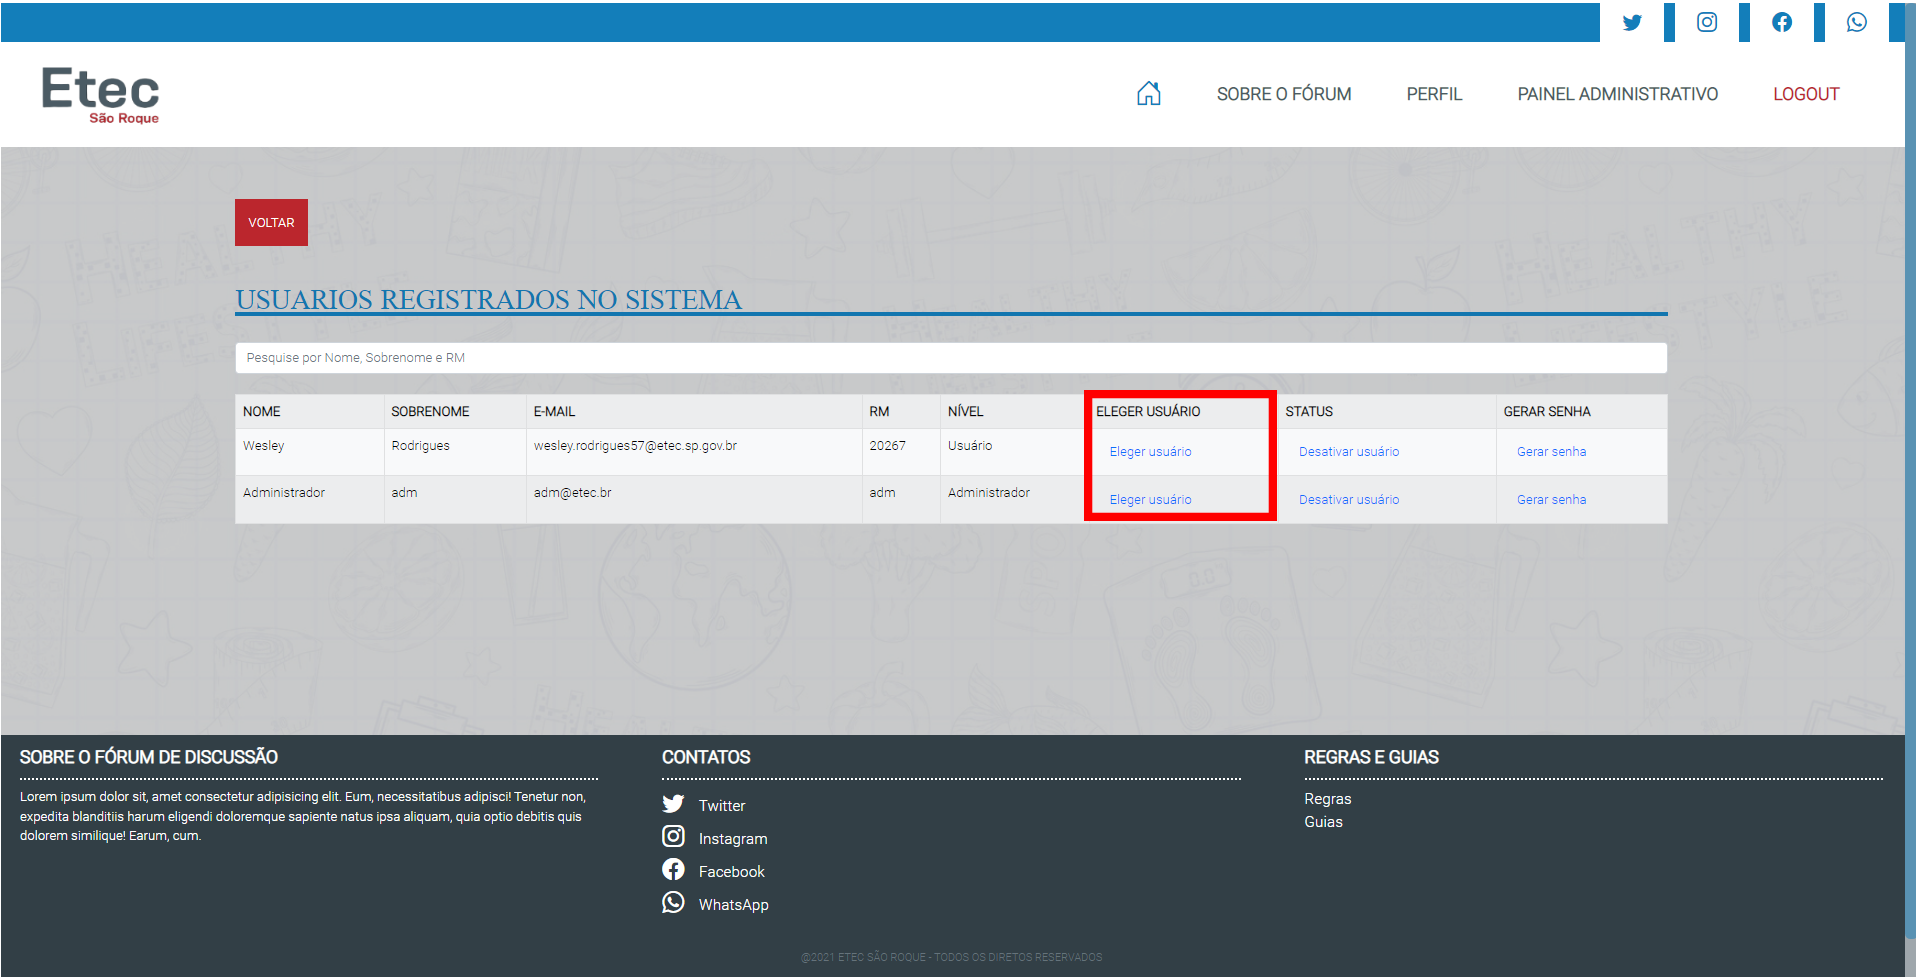 Etec
São Roque
SOBRE O FÓRUM
PERFIL
PAINEL ADMINISTRATIVO
LOGOUT
VOLTAR
USUARIOS REGISTRADOS NO SISTEMA
Pesquise por Nome, Sobrenome e RM
NOME SOBRENOME E-MAIL RM NÍVEL ELEGER USUÁRIO STATUS GERAR SENHA
Wesley Rodrigues wesley.rodrigues57@etec.sp.gov.br 20267 Usuário Eleger usuário Desativar usuário Gerar senha
Administrador adm adm@etec.br adm Administrador Eleger usuário Desativar usuário Gerar senha
SOBRE O FÓRUM DE DISCUSSÃO
Lorem ipsum dolor sit, amet consectetur adipisicing elit. Eum, necessitatibus adipisci! Tenetur non,
expedita blanditiis harum eligendi doloremque sapiente natus ipsa aliquam, quia optio debitis quis
dolorem similique! Earum, cum.
CONTATOS
Twitter
Instagram
Facebook
WhatsApp
REGRAS E GUIAS
Regras
Guias
@2021 ETEC SÃO ROQUE - TODOS OS DIRETOS RESERVADOS